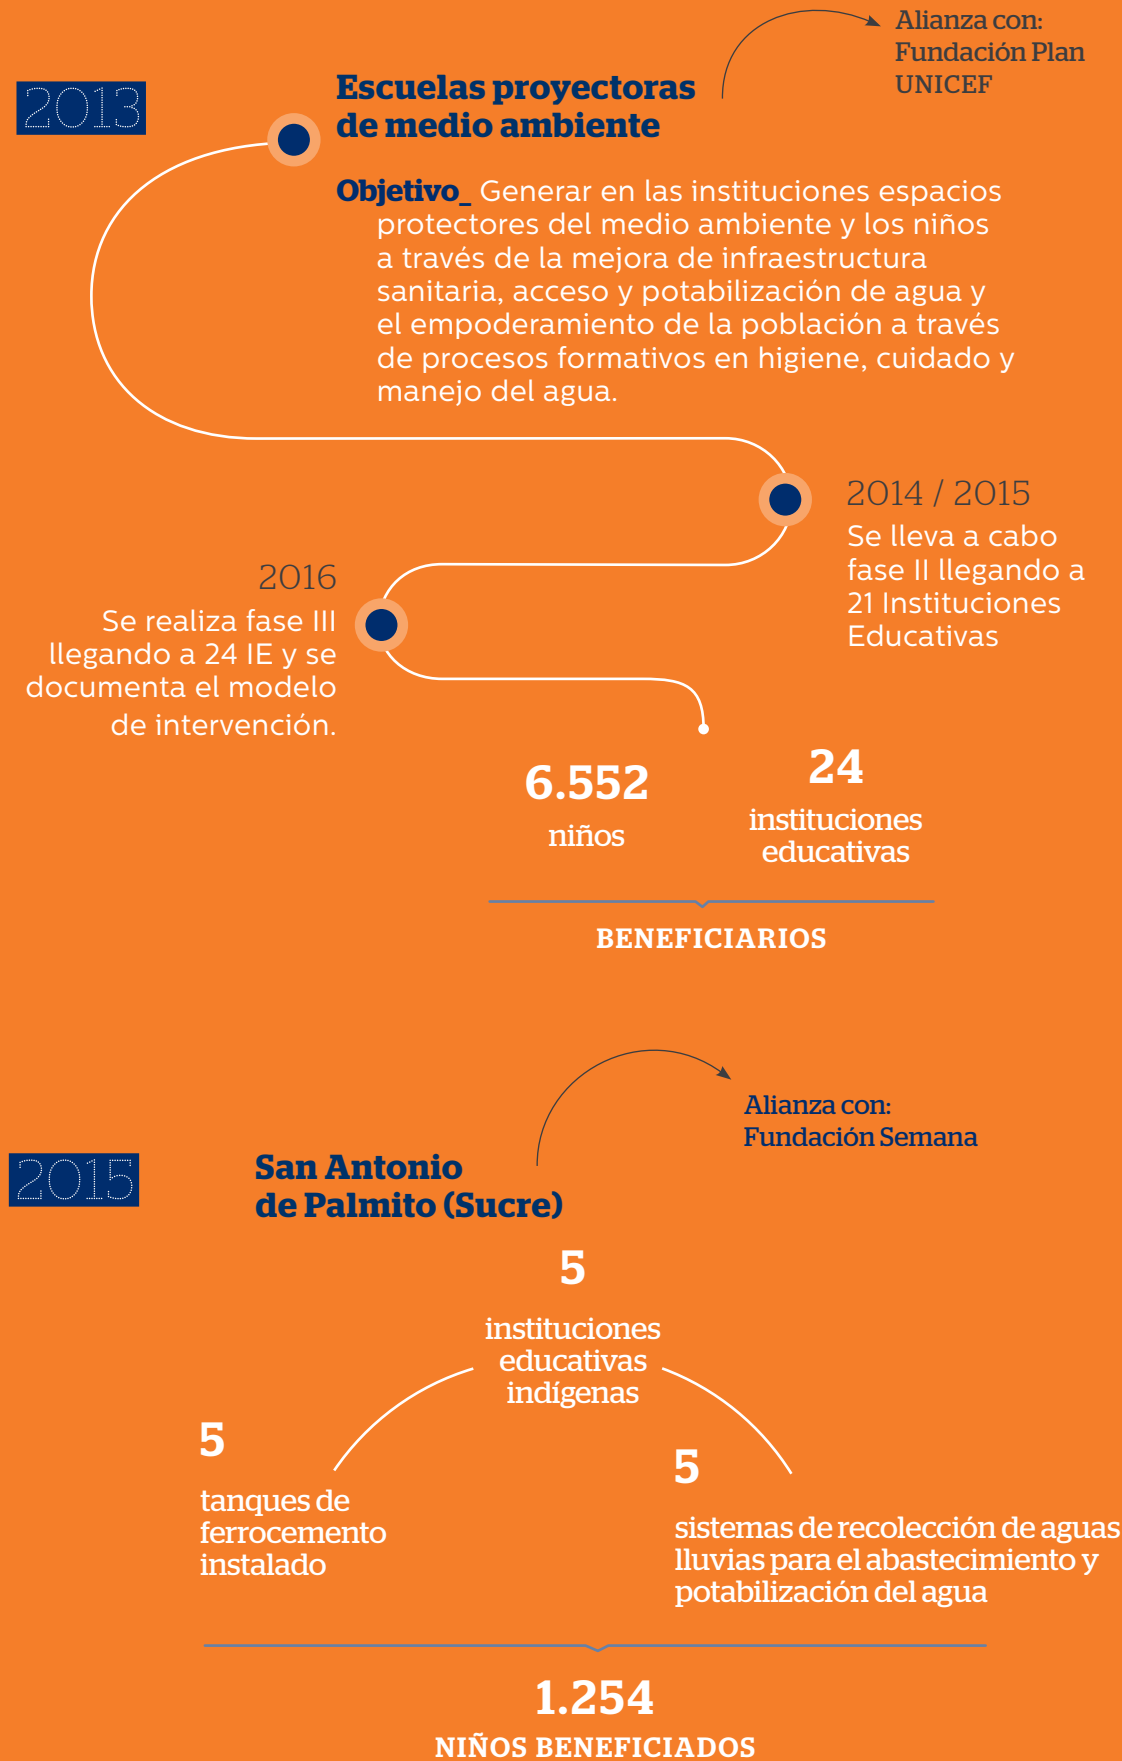 Alianza con:
Fundación Plan
UNICEF
2013
Escuelas proyectoras
de medio ambiente
Objetivo_ Generar en las instituciones espacios
protectores del medio ambiente y los niños
a través de la mejora de infraestructura
sanitaria, acceso y potabilización de agua y
el empoderamiento de la población a través
de procesos formativos en higiene, cuidado y
manejo del agua.
2014 / 2015
Se lleva a cabo
fase II llegando a
21 Instituciones
Educativas
2016
Se realiza fase III
llegando a 24 IE y se
documenta el modelo
de intervención.
6.552
niños
24
instituciones
educativas
BENEFICIARIOS
Alianza con:
Fundación Semana
2015
San Antonio
de Palmito (Sucre)
5
instituciones
educativas
indígenas
5
tanques de
ferrocemento
instalado
5
sistemas de recolección de aguas
lluvias para el abastecimiento y
potabilización del agua
1.254
NIÑOS BENEFICIADOS